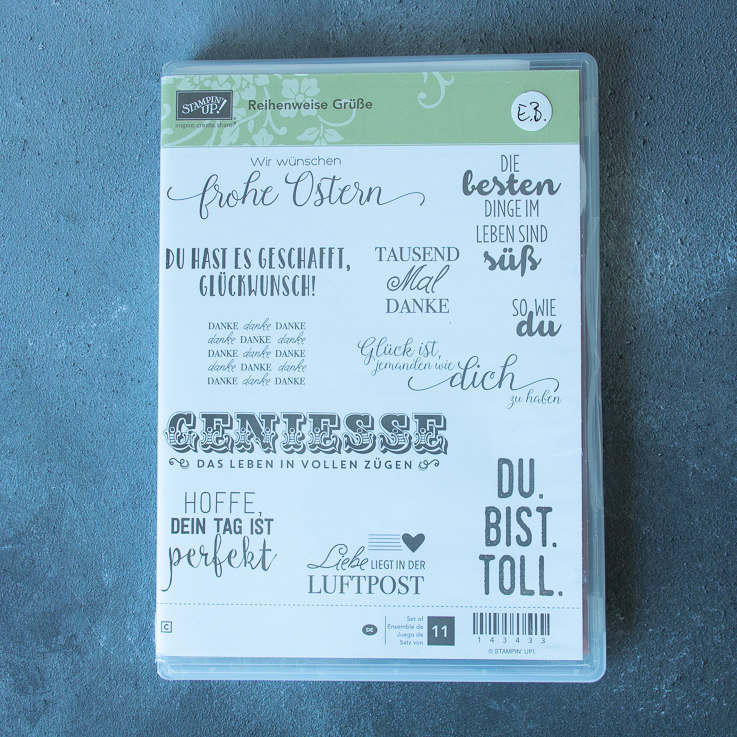 STAMPIN' UP!®
inspire.create.share®
Reihenweise Grüße
E.B.
Wir wünschen
frohe Ostern
DIE
besten
DINGE IM
LEBEN SIND
süß
SO WIE
du
DU HAST ES GESCHAFFT,
GLÜCKWUNSCH!
TAUSEND
Mal
DANKE
DANKE danke DANKE
danke DANKE danke
DANKE danke DANKE
danke DANKE danke
DANKE danke DANKE
Glück ist,
jemanden wie
dich
zu haben
GENIESSE
DAS LEBEN IN VOLLEN ZÜGEN
HOFFE,
DEIN TAG IST
perfekt
Liebe LIEGT IN DER
LUFTPOST
DU.
BIST.
TOLL.
C
DE
Set of
Ensemble de
Juego de
Satz von
11
143433
© STAMPIN' UP!